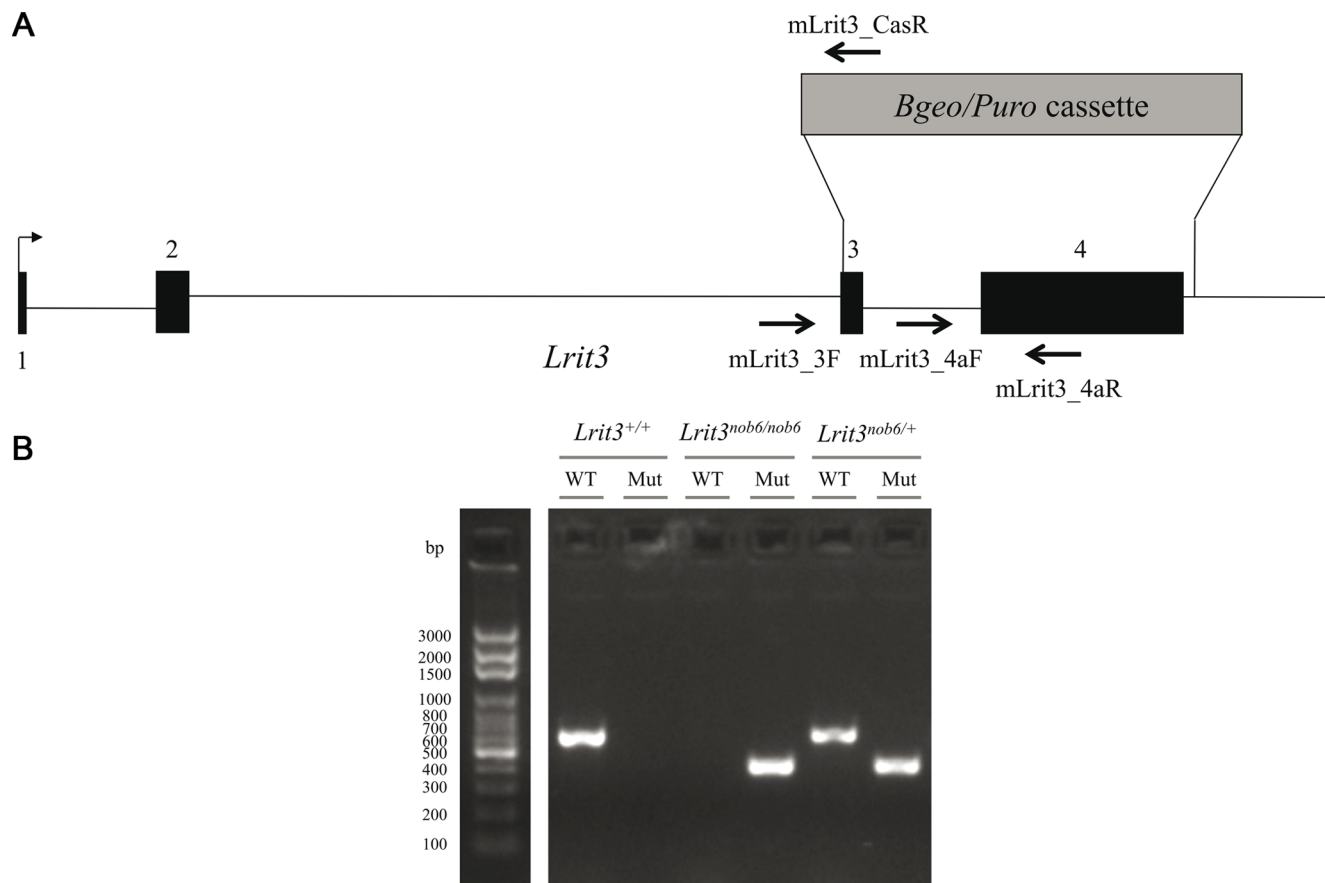 A
mLrit3_CasR
Bgeo/Puro cassette
1
2
3
4
Lrit3
mLrit3_3F
mLrit3_4aF
mLrit3_4aR
B
Lrit3+/+ Lrit3nob6/nob6 Lrit3nob6/+
WT Mut WT Mut WT Mut
bp
3000
2000
1500
1000
800
700
600
500
400
300
200
100